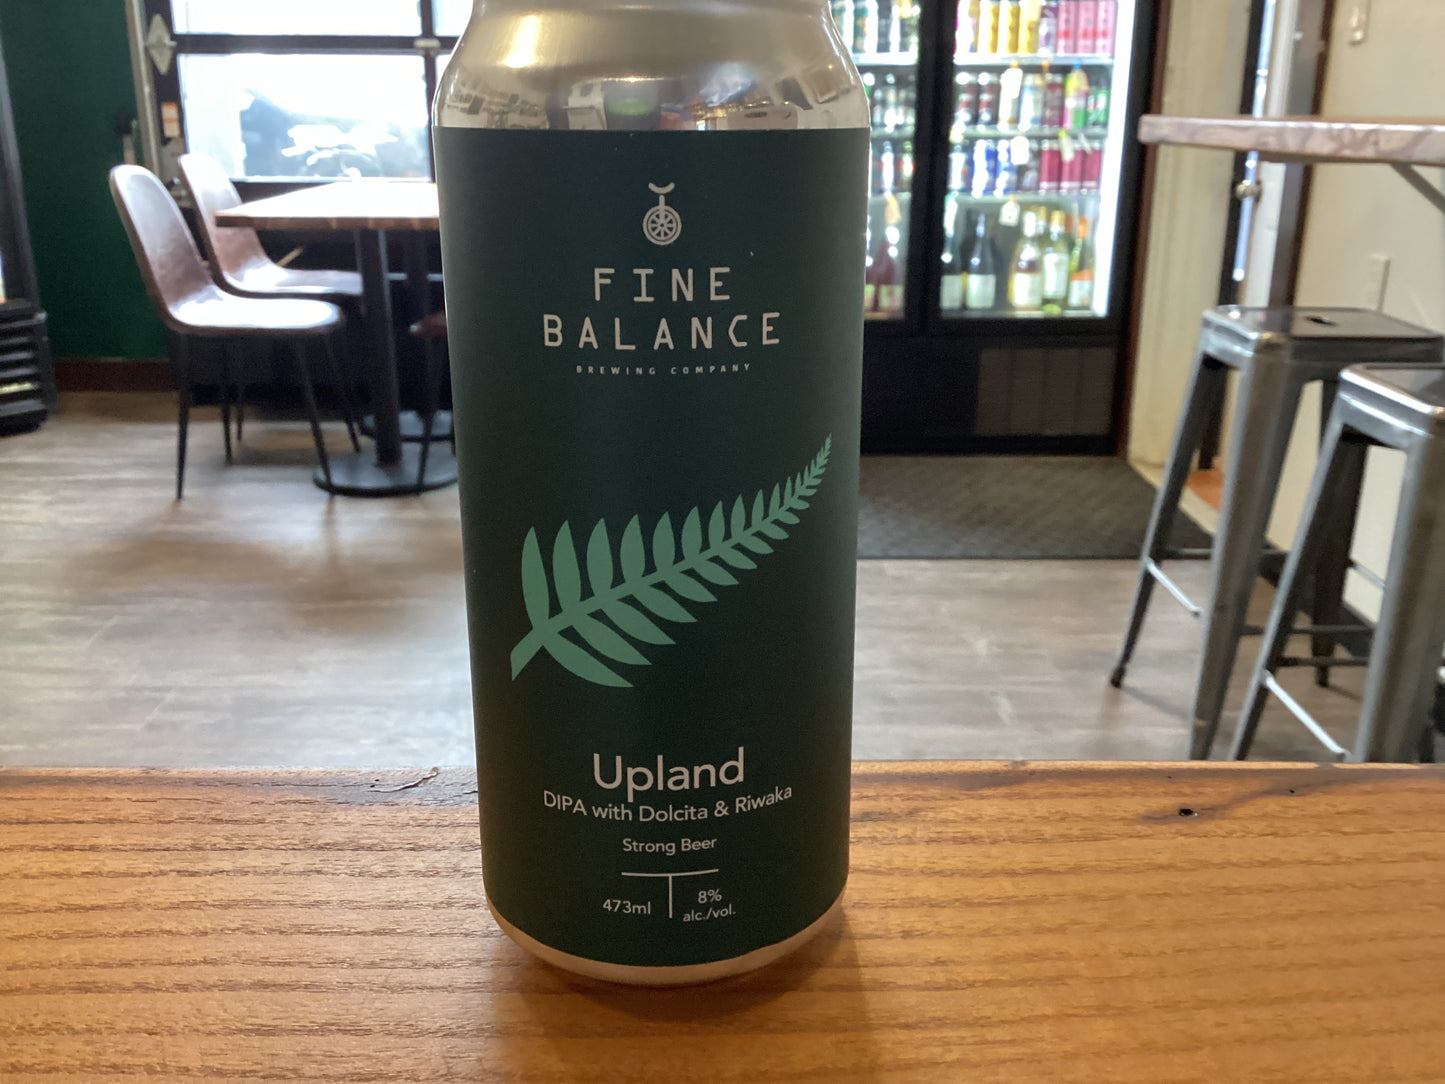 FINE
BALANCE
BREWING COMPANY
Upland
DIPA with Dolcita & Riwaka
Strong Beer
473ml
8%
alc./vol.